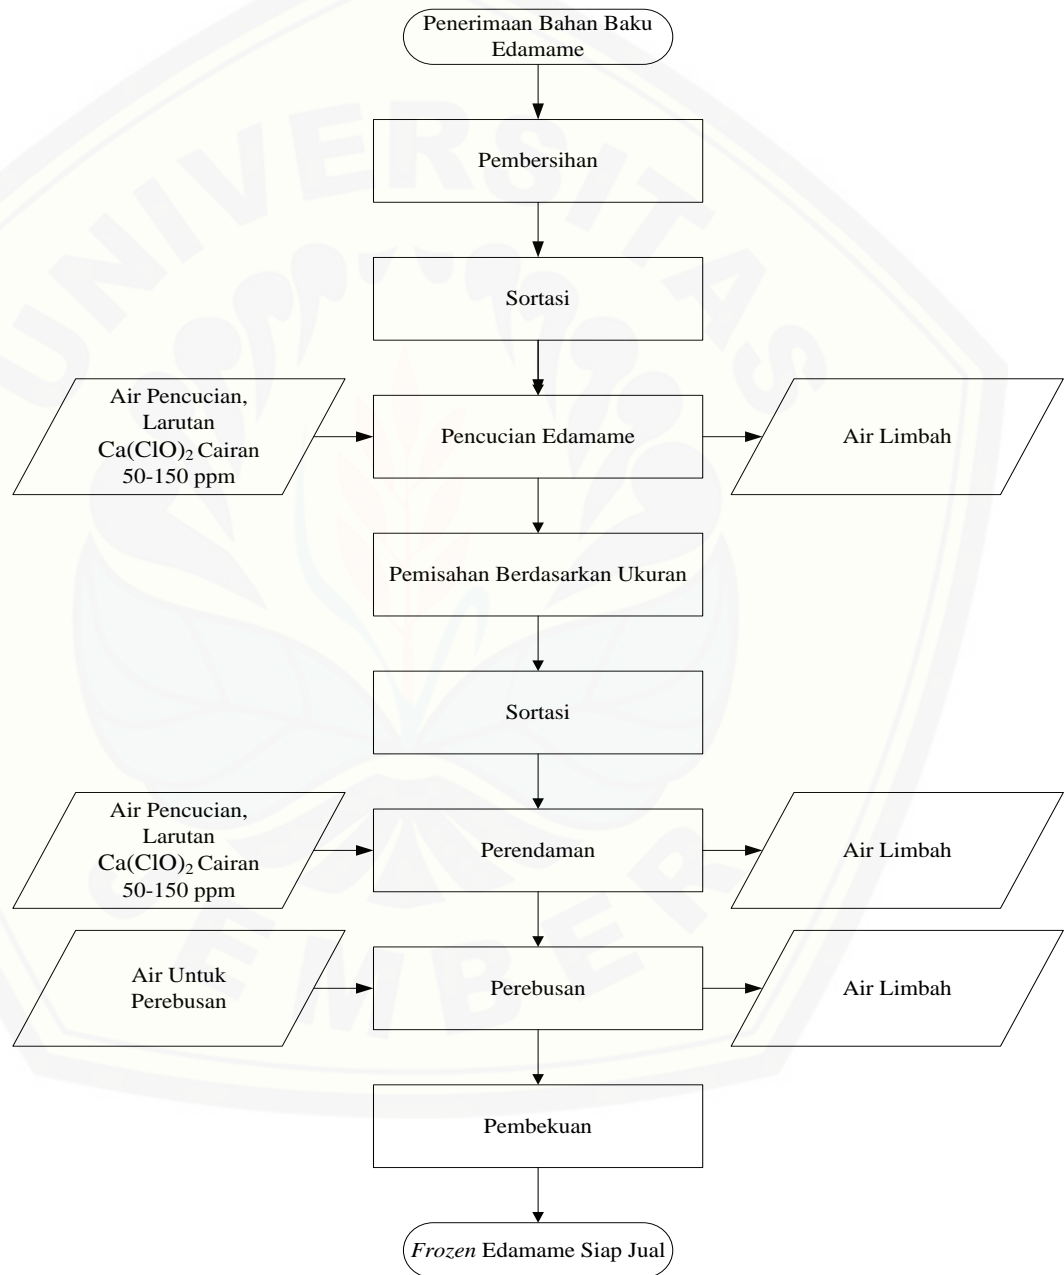 Penerimaan Bahan Baku
Edamame
Pembersihan
Sortasi
Air Pencucian,
Larutan
Ca(ClO)₂ Cairan
50-150 ppm
Pencucian Edamame
Air Limbah
Pemisahan Berdasarkan Ukuran
Sortasi
Air Pencucian,
Larutan
Ca(ClO)₂ Cairan
50-150 ppm
Perendaman
Air Limbah
Air Untuk
Perebusan
Perebusan
Air Limbah
Pembekuan
Frozen Edamame Siap Jual
UNIVERSITAS
JEMBER